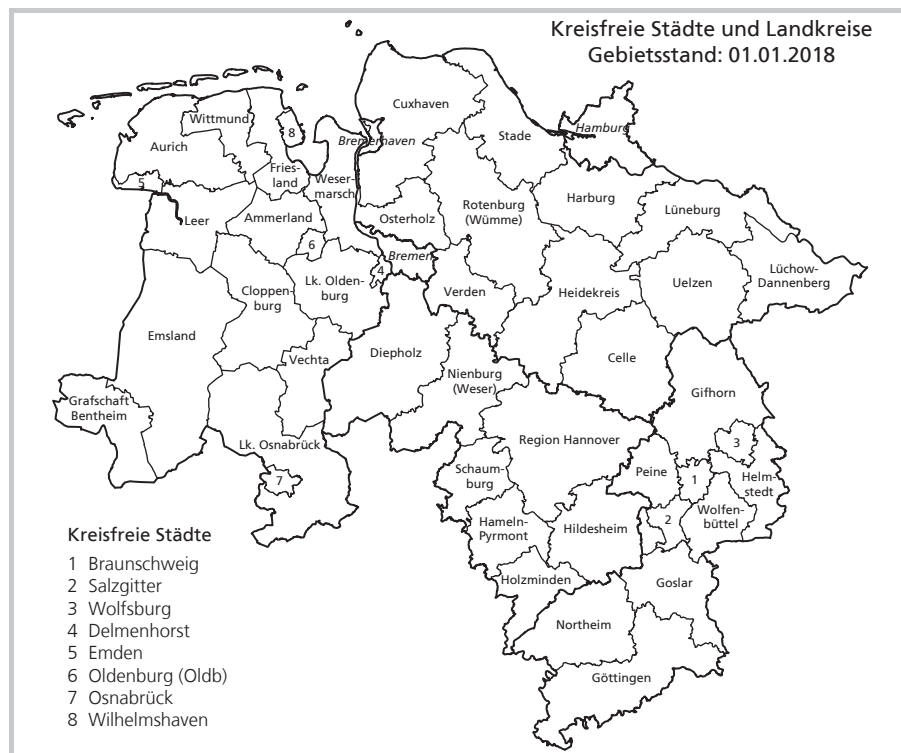 Kreisfreie Städte und Landkreise
Gebietsstand: 01.01.2018
Cuxhaven
Hamburg
Wittmund
8
Stade
Bremerhaven
Aurich
Fries-
land
Weser-
marsch
5
Harburg
Rotenburg
(Wümme)
Lüneburg
Leer
Ammerland
Osterholz
6
Bremen
4
Lk. Olden-
burg
Lüchow-
Dannenberg
Uelzen
Cloppen-
burg
Verden
Heidekreis
Emsland
Vechta
Diepholz
Celle
Nienburg
(Weser)
Gifhorn
Grafschaft
Bentheim
Lk. Osnabrück
Region Hannover
3
Schaum-
burg
Peine
1
Helm-
stedt
7
2
Wolfen-
büttel
Hameln-
Pyrmont
Hildesheim
Holzminden
Goslar
Northeim
Göttingen
Kreisfreie Städte
1 Braunschweig
2 Salzgitter
3 Wolfsburg
4 Delmenhorst
5 Emden
6 Oldenburg (Oldb)
7 Osnabrück
8 Wilhelmshaven